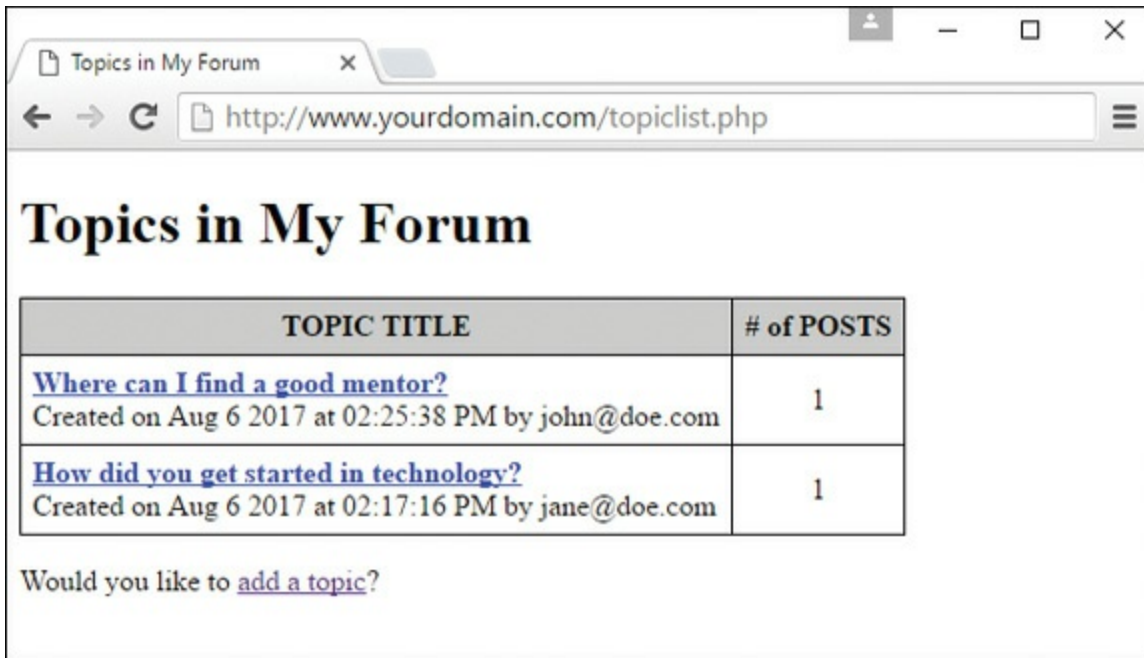 Topics in My Forum
http://www.yourdomain.com/topiclist.php
Topics in My Forum
TOPIC TITLE
# of POSTS
Where can I find a good mentor?
Created on Aug 6 2017 at 02:25:38 PM by john@doe.com
1
How did you get started in technology?
Created on Aug 6 2017 at 02:17:16 PM by jane@doe.com
1
Would you like to add a topic?